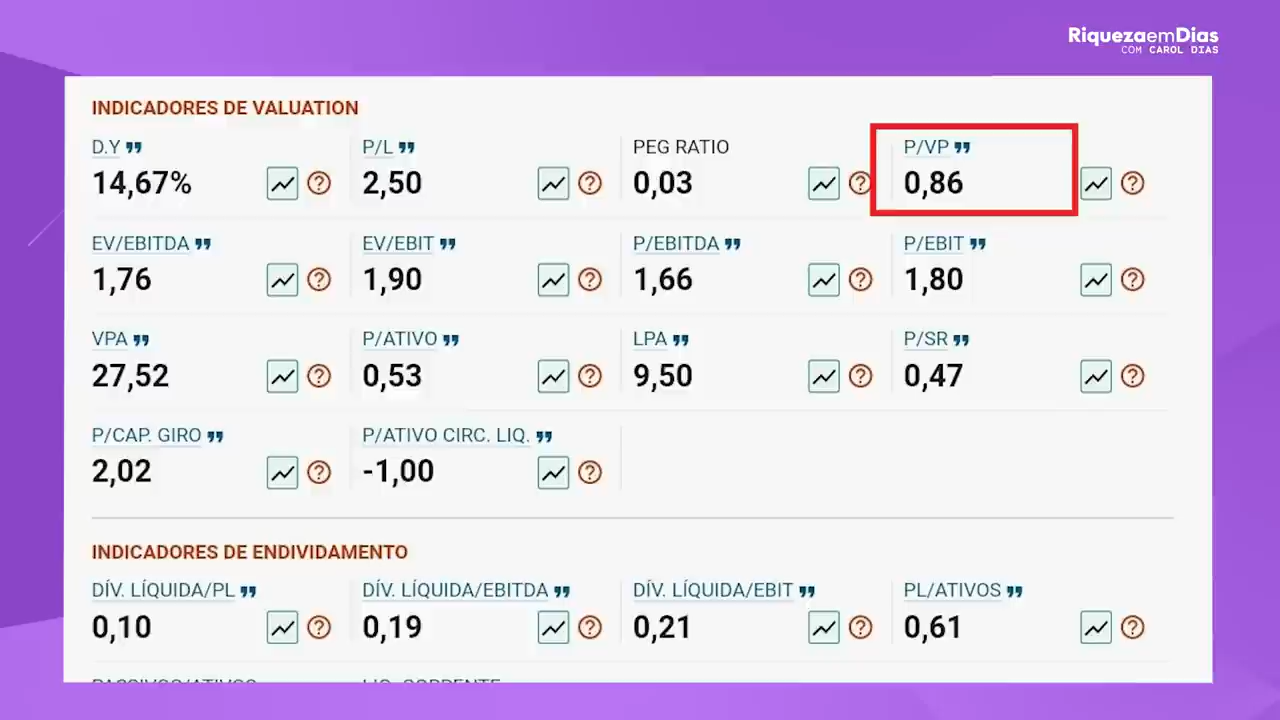 RiquezaemDias
COM CAROL DIAS
INDICADORES DE VALUATION
D.Y P/L PEG RATIO P/VP
14,67% 2,50 0,03 0,86
EV/EBITDA EV/EBIT P/EBITDA P/EBIT
1,76 1,90 1,66 1,80
VPA P/ATIVO LPA P/SR
27,52 0,53 9,50 0,47
P/CAP. GIRO P/ATIVO CIRC. LIQ.
2,02 -1,00
INDICADORES DE ENDIVIDAMENTO
DÍV. LÍQUIDA/PL DÍV. LÍQUIDA/EBITDA DÍV. LÍQUIDA/EBIT PL/ATIVOS
0,10 0,19 0,21 0,61